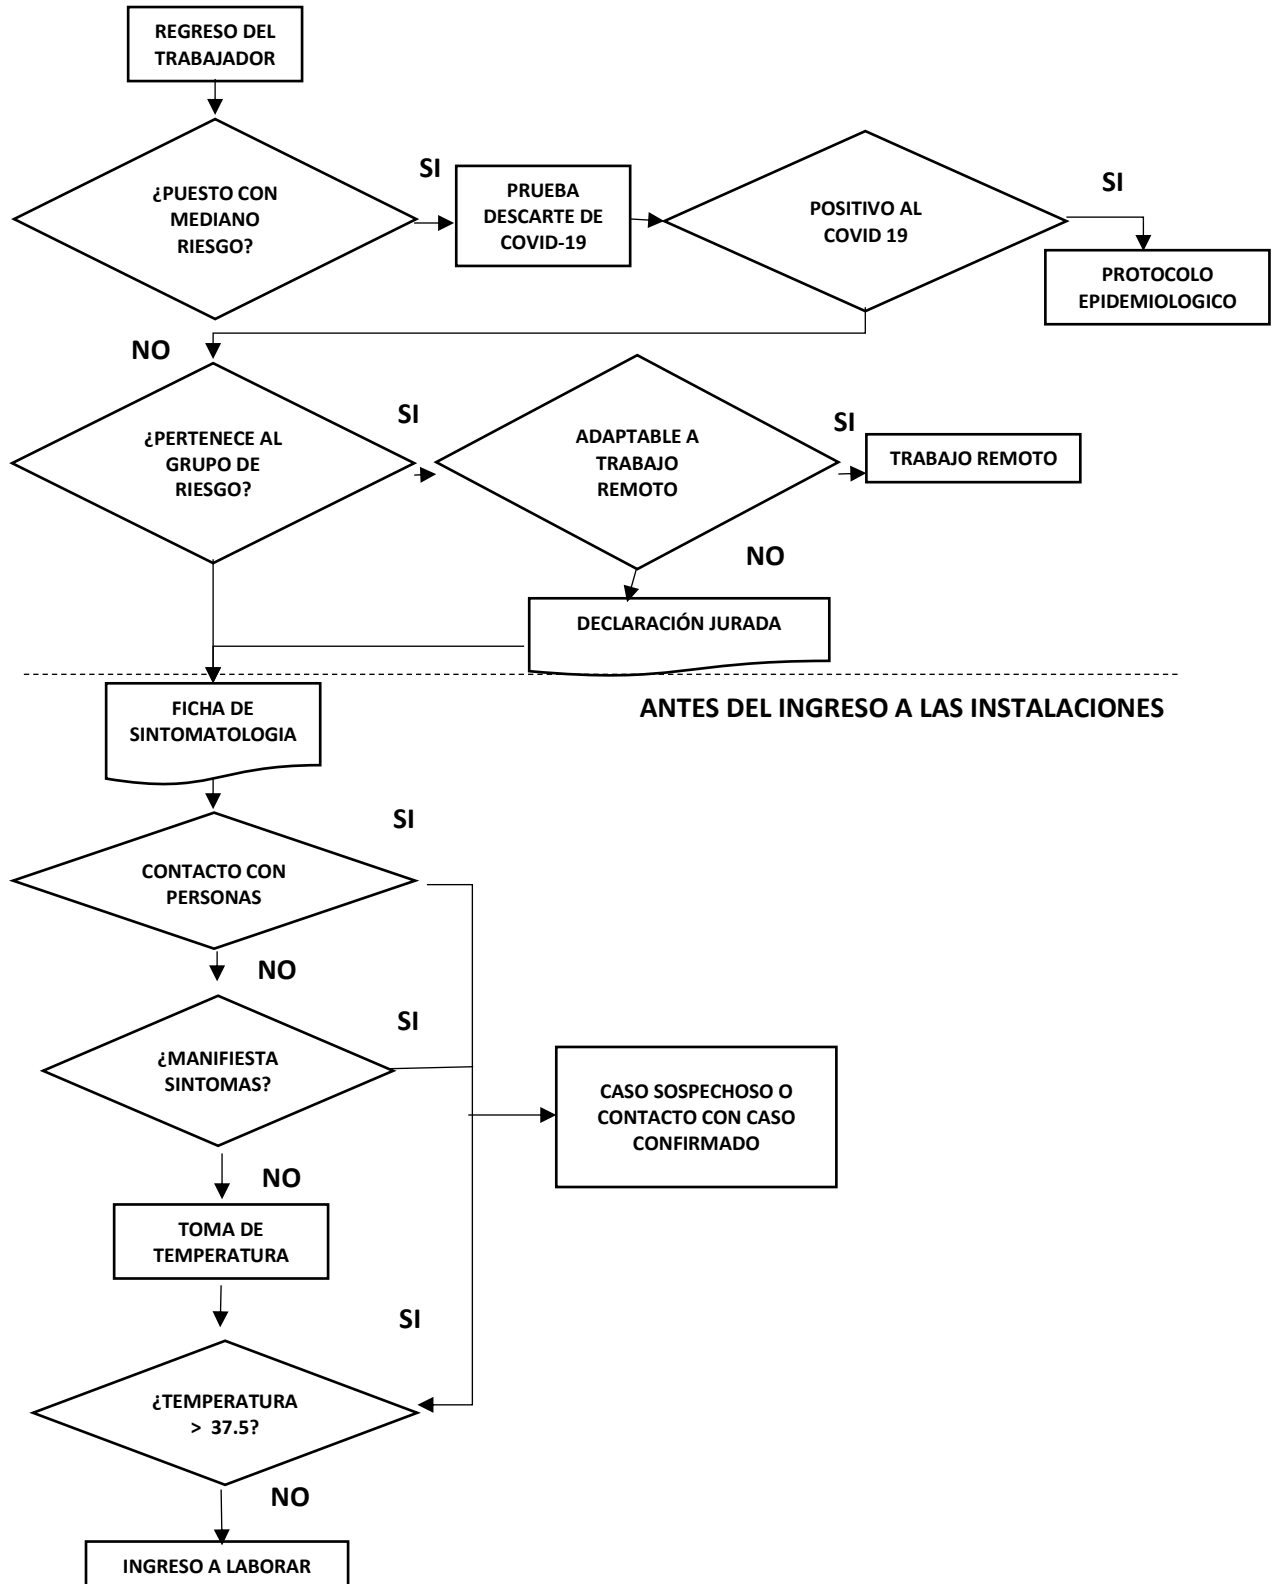 REGRESO DEL
TRABAJADOR
¿PUESTO CON
MEDIANO
RIESGO?
SI
PRUEBA
DESCARTE DE
COVID-19
POSITIVO AL
COVID 19
SI
PROTOCOLO
EPIDEMIOLOGICO
NO
¿PERTENECE AL
GRUPO DE
RIESGO?
SI
ADAPTABLE A
TRABAJO
REMOTO
SI
TRABAJO REMOTO
NO
DECLARACIÓN JURADA
ANTES DEL INGRESO A LAS INSTALACIONES
FICHA DE
SINTOMATOLOGIA
SI
CONTACTO CON
PERSONAS
NO
SI
¿MANIFIESTA
SINTOMAS?
CASO SOSPECHOSO O
CONTACTO CON CASO
CONFIRMADO
NO
TOMA DE
TEMPERATURA
SI
¿TEMPERATURA
> 37.5?
NO
INGRESO A LABORAR